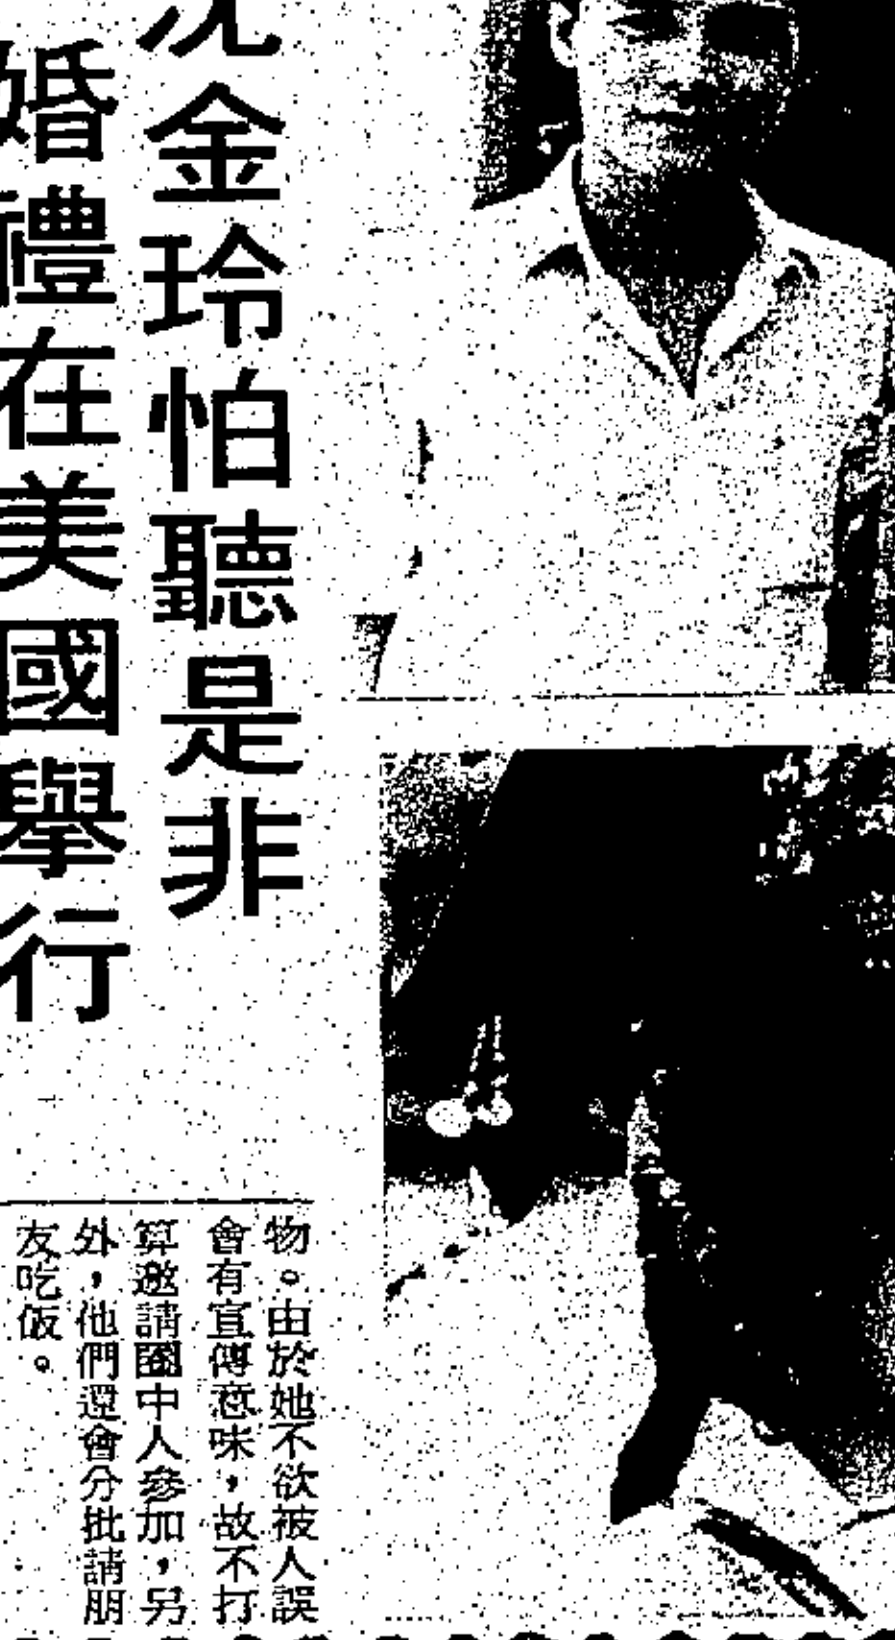 沈金玲怕聽是非
婚禮在美國舉行
物。由於她不欲被人誤
會有宣傳意味，故不打
算邀請圈中人參加，另
外，他們還會分批請朋
友吃飯。